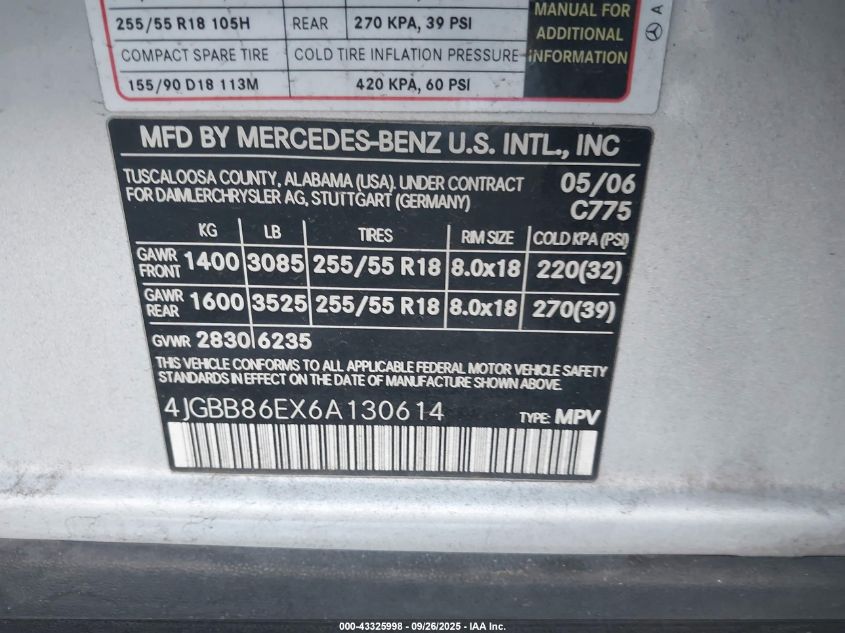 255/55 R18 105H REAR 270 KPA, 39 PSI
COMPACT SPARE TIRE COLD TIRE INFLATION PRESSURE
155/90 D18 113M 420 KPA, 60 PSI
MANUAL FOR
ADDITIONAL
INFORMATION
A
MFD BY MERCEDES-BENZ U.S. INTL., INC
TUSCALOOSA COUNTY, ALABAMA (USA). UNDER CONTRACT 05/06
FOR DAIMLERCHRYSLER AG, STUTTGART (GERMANY) C775
KG LB TIRES RIM SIZE COLD KPA (PSI)
GAWR FRONT 1400 3085 255/55 R18 8.0x18 220(32)
GAWR REAR 1600 3525 255/55 R18 8.0x18 270(39)
GVWR 2830 6235
THIS VEHICLE CONFORMS TO ALL APPLICABLE FEDERAL MOTOR VEHICLE SAFETY
STANDARDS IN EFFECT ON THE DATE OF MANUFACTURE SHOWN ABOVE.
4JGBB86EX6A130614 TYPE: MPV
000-43325998 - 09/26/2025 - IAA Inc.